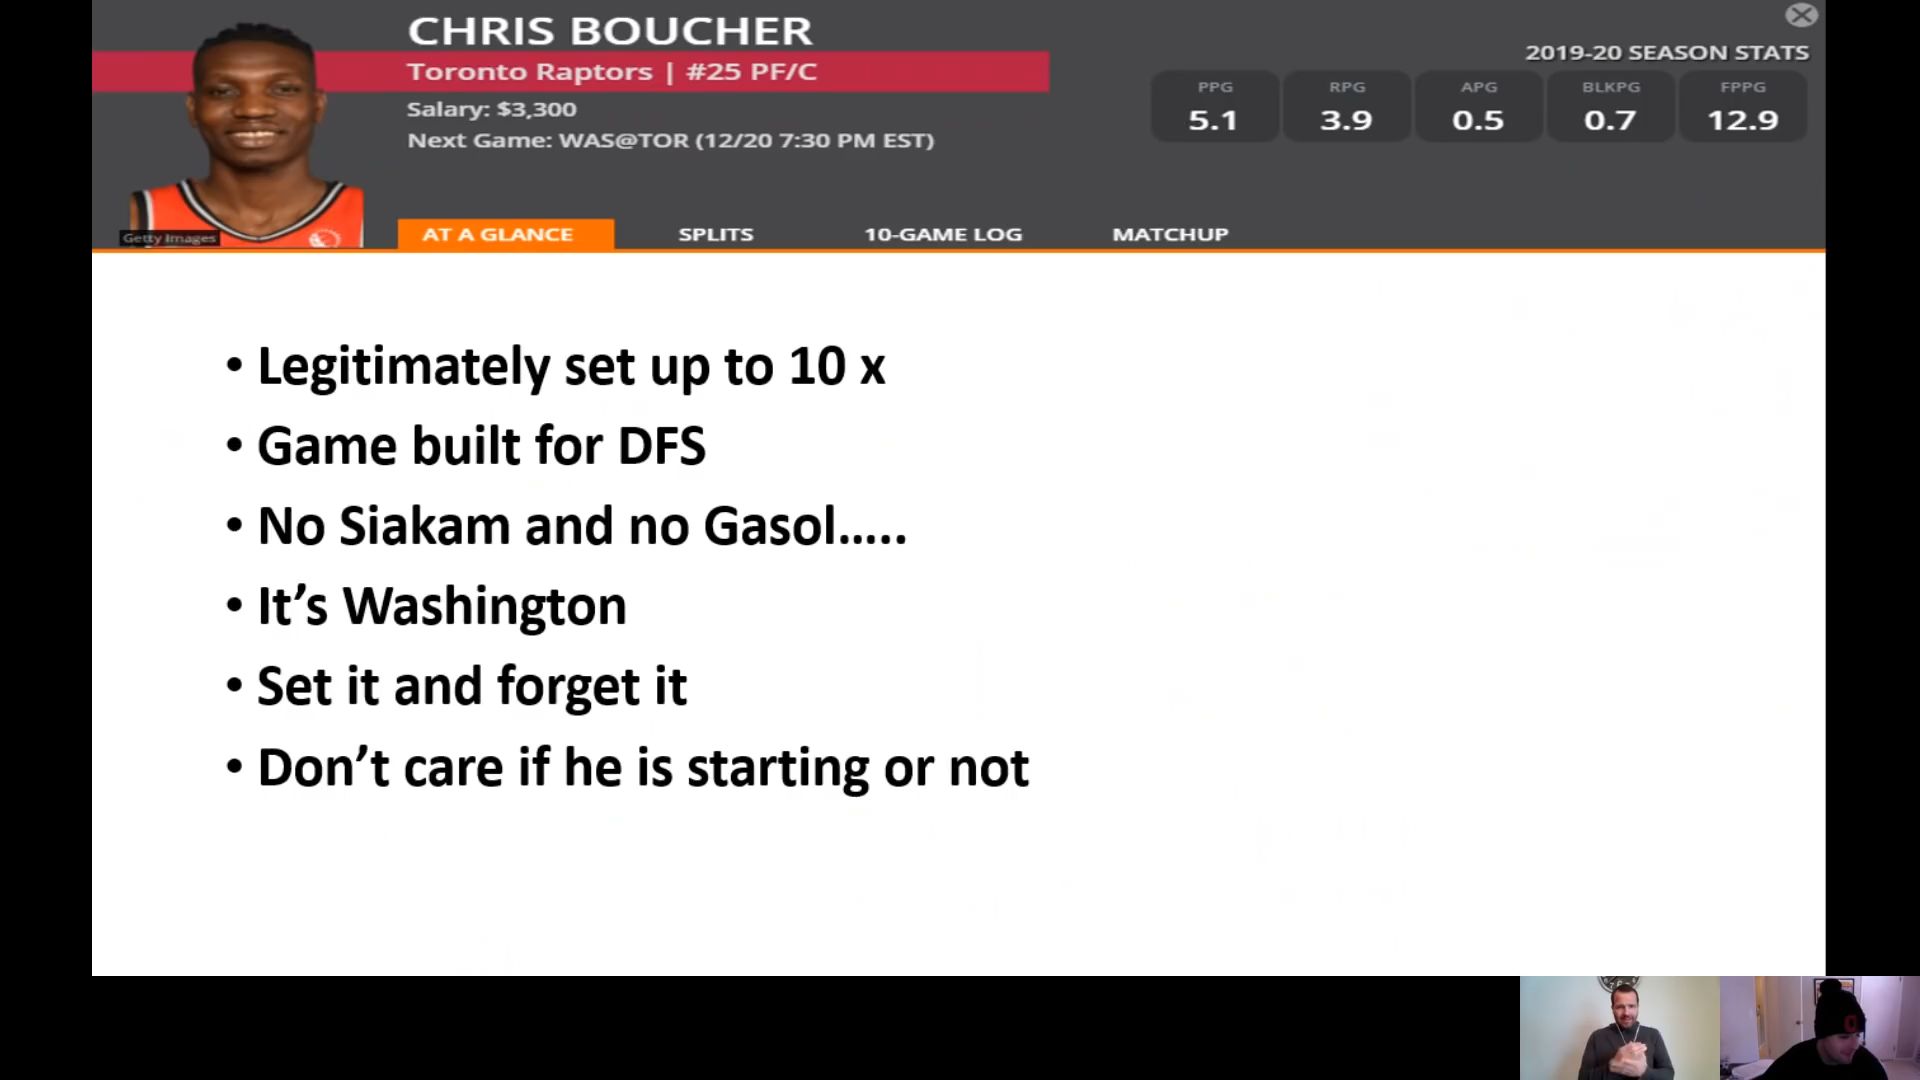 CHRIS BOUCHER
Toronto Raptors | #25 PF/C
Salary: $3,300
Next Game: WAS@TOR (12/20 7:30 PM EST)
2019-20 SEASON STATS
PPG RPG APG BLKPG FPPG
5.1 3.9 0.5 0.7 12.9
Getty Images
AT A GLANCE SPLITS 10-GAME LOG MATCHUP
• Legitimately set up to 10 x
• Game built for DFS
• No Siakam and no Gasol.....
• It’s Washington
• Set it and forget it
• Don’t care if he is starting or not